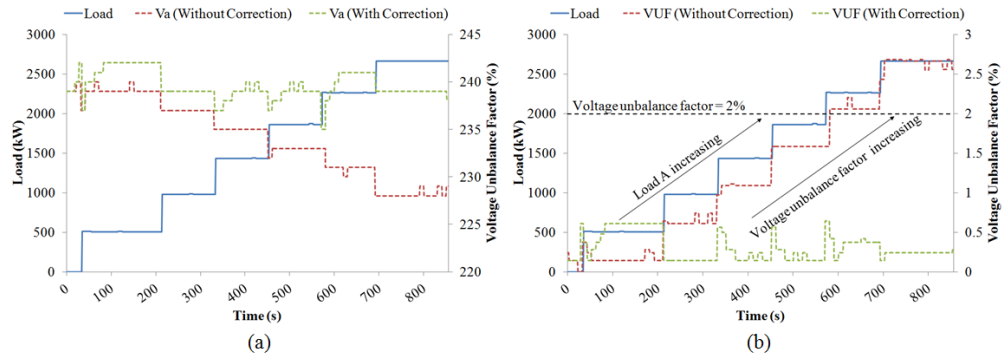 Load Va (Without Correction) Va (With Correction)
3000
2500
2000
1500
1000
500
0
Load (kW)
245
240
235
230
225
220
Voltage Unbalance Factor (%)
0 100 200 300 400 500 600 700 800
Time (s)
(a)
Load VUF (Without Correction) VUF (With Correction)
3000
2500
2000
1500
1000
500
0
Load (kW)
Voltage unbalance factor = 2%
Load A increasing
Voltage unbalance factor increasing
3
2.5
2
1.5
1
0.5
0
Voltage Unbalance Factor (%)
0 100 200 300 400 500 600 700 800
Time (s)
(b)